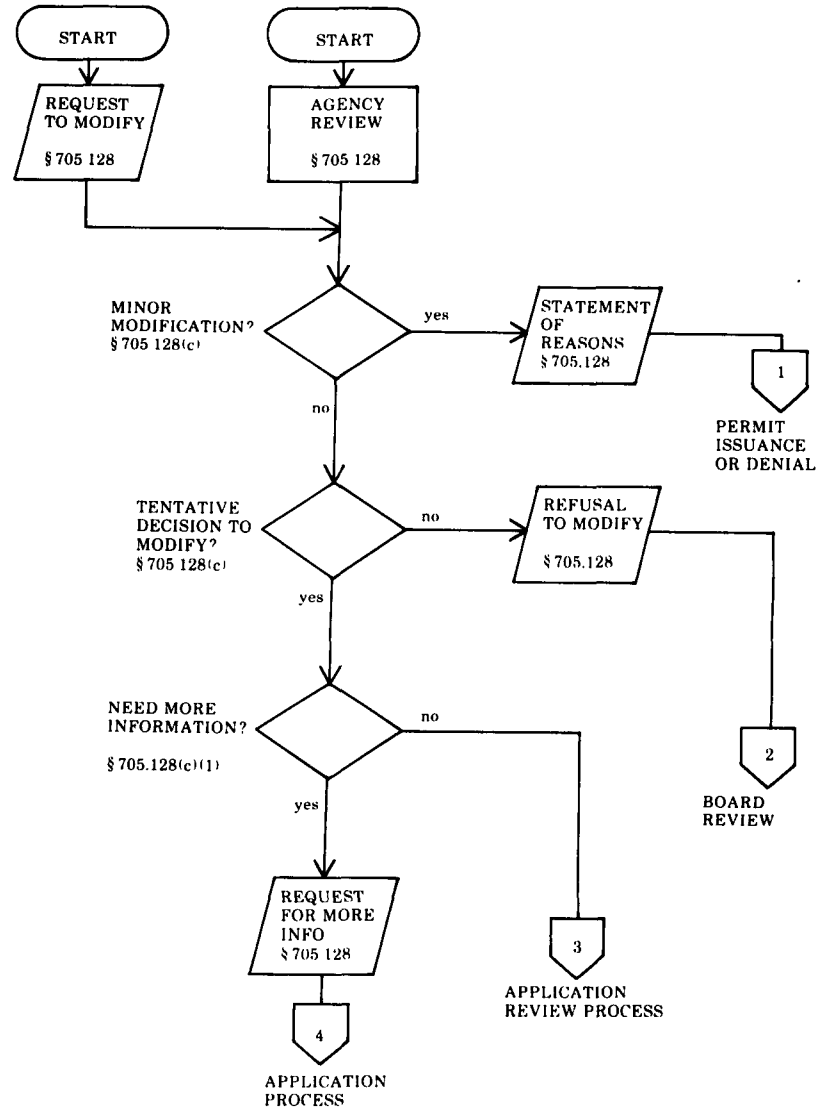 START
START
REQUEST
TO MODIFY
§ 705 128
AGENCY
REVIEW
§ 705 128
MINOR
MODIFICATION?
§ 705 128(c)
yes
no
STATEMENT
OF
REASONS
§ 705.128
1
PERMIT
ISSUANCE
OR DENIAL
TENTATIVE
DECISION TO
MODIFY?
§ 705 128(c)
no
yes
REFUSAL
TO MODIFY
§ 705.128
2
BOARD
REVIEW
NEED MORE
INFORMATION?
§ 705.128(c)(1)
no
yes
REQUEST
FOR MORE
INFO
§ 705 128
3
APPLICATION
REVIEW PROCESS
4
APPLICATION
PROCESS